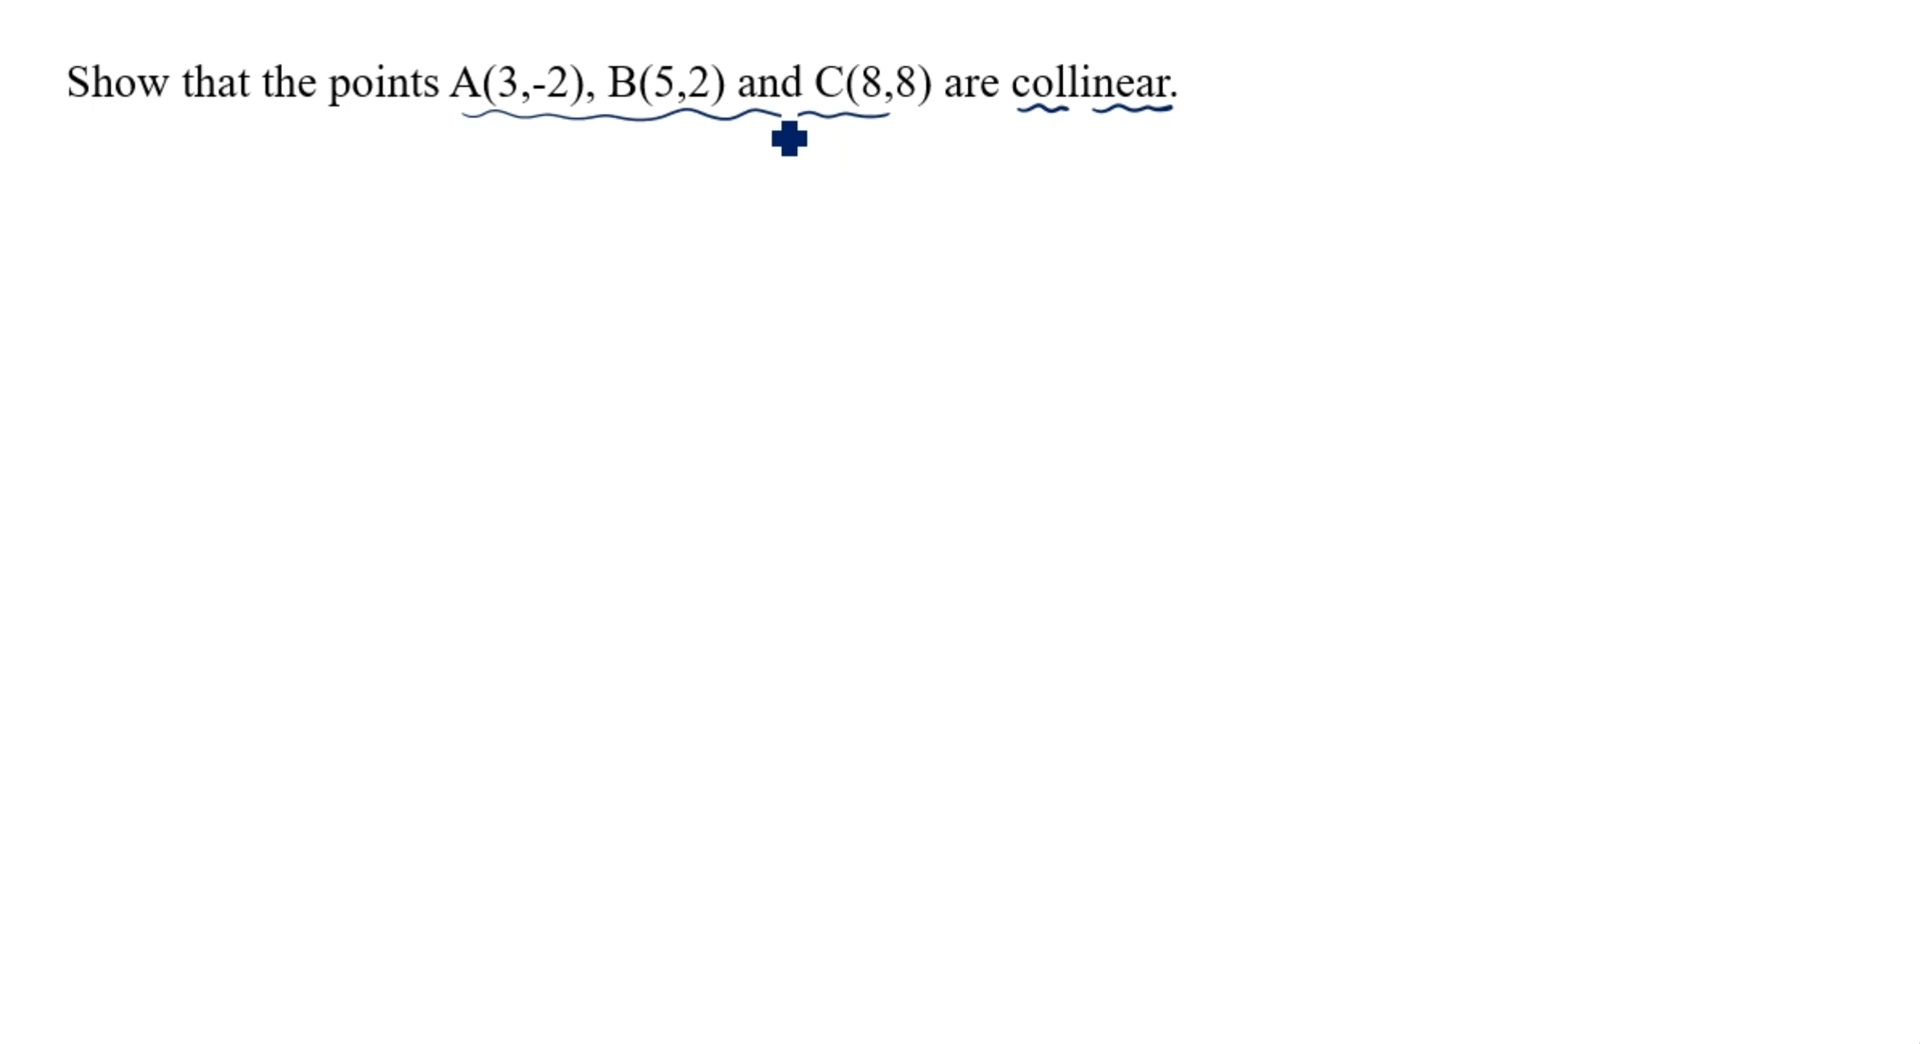 Show that the points A(3,-2), B(5,2) and C(8,8) are collinear.